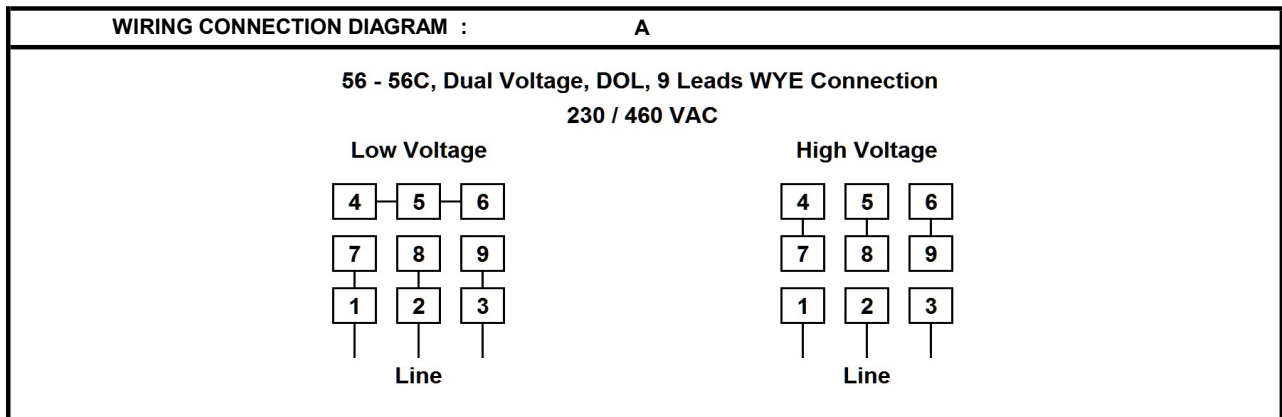 WIRING CONNECTION DIAGRAM : A
56 - 56C, Dual Voltage, DOL, 9 Leads WYE Connection
230 / 460 VAC
Low Voltage
4 5 6
7 8 9
1 2 3
Line
High Voltage
4 5 6
7 8 9
1 2 3
Line